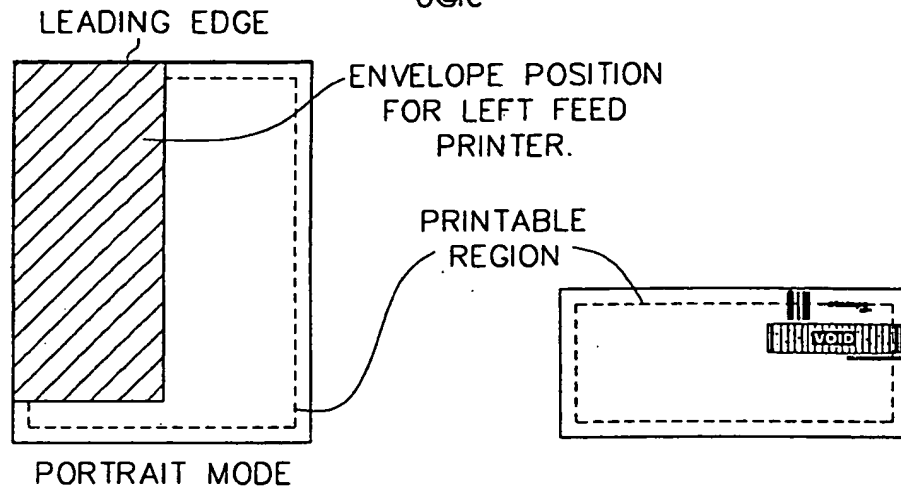 LEADING EDGE
ENVELOPE POSITION
FOR LEFT FEED
PRINTER.
PRINTABLE
REGION
VOID
PORTRAIT MODE